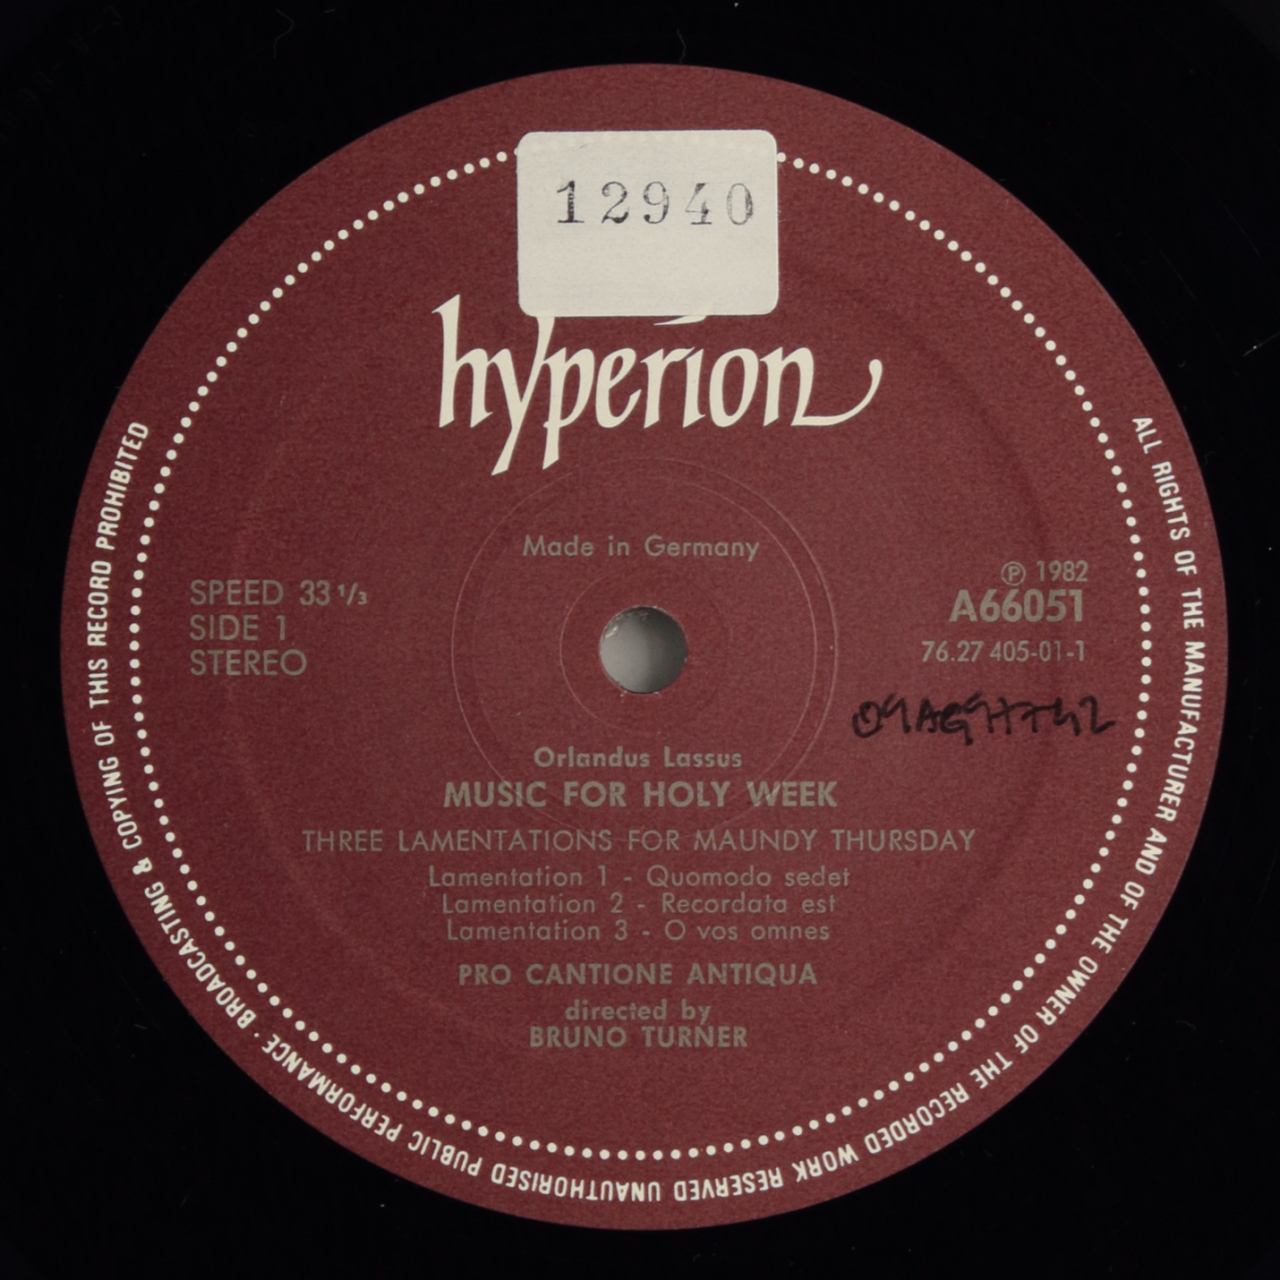 12940
hyperion
Made in Germany
SPEED 33 1/3
SIDE 1
STEREO
℗ 1982
A66051
76.27 405-01-1
Orlandus Lassus
MUSIC FOR HOLY WEEK
THREE LAMENTATIONS FOR MAUNDY THURSDAY
Lamentation 1 - Quomodo sedet
Lamentation 2 - Recordata est
Lamentation 3 - O vos omnes
PRO CANTIONE ANTIQUA
directed by
BRUNO TURNER
ALL RIGHTS OF THE MANUFACTURER AND OF THE OWNER OF THE RECORDED WORK RESERVED UNAUTHORISED PUBLIC PERFORMANCE · BROADCASTING & COPYING OF THIS RECORD PROHIBITED